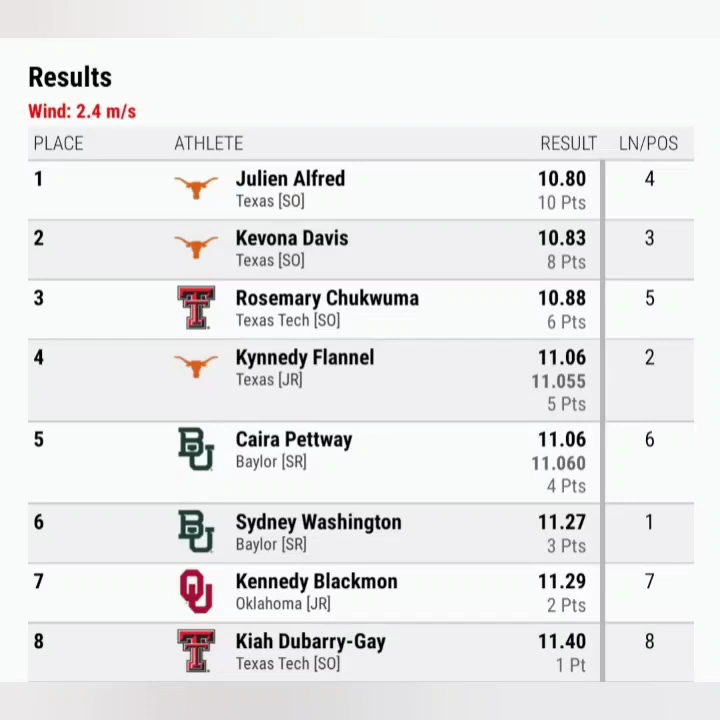 Results
Wind: 2.4 m/s
PLACE ATHLETE RESULT LN/POS
1 Julien Alfred 10.80 4
Texas [SO] 10 Pts
2 Kevona Davis 10.83 3
Texas [SO] 8 Pts
3 Rosemary Chukwuma 10.88 5
Texas Tech [SO] 6 Pts
4 Kynnedy Flannel 11.06 2
Texas [JR] 11.055
5 Pts
5 Caira Pettway 11.06 6
Baylor [SR] 11.060
4 Pts
6 Sydney Washington 11.27 1
Baylor [SR] 3 Pts
7 Kennedy Blackmon 11.29 7
Oklahoma [JR] 2 Pts
8 Kiah Dubarry-Gay 11.40 8
Texas Tech [SO] 1 Pt